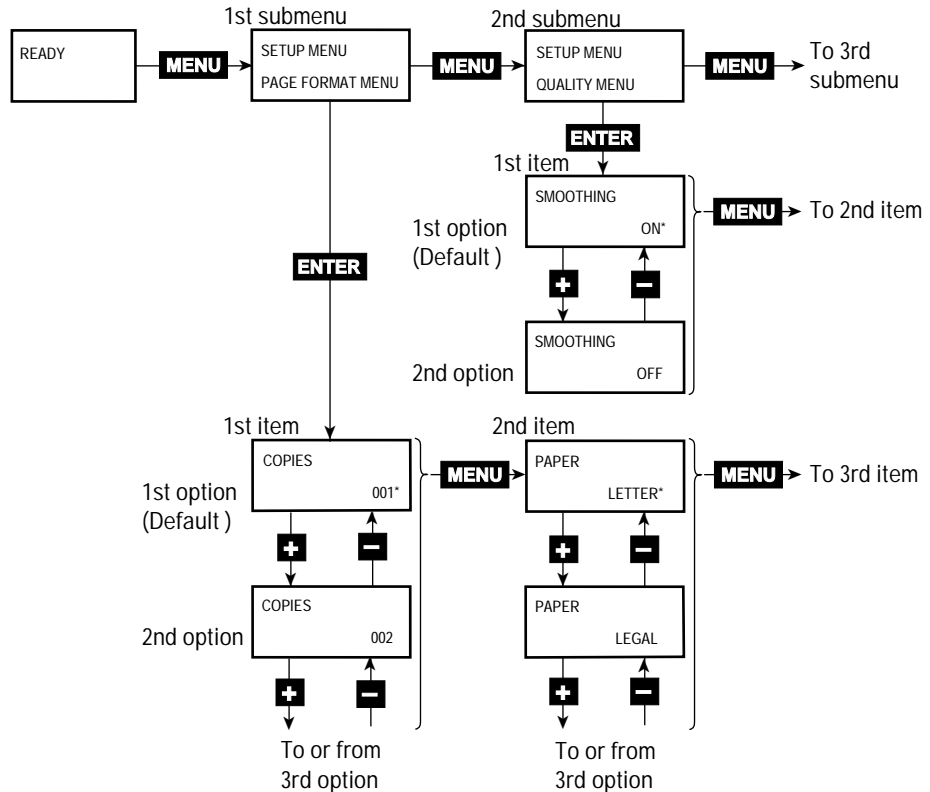 1st submenu
2nd submenu
READY
MENU
SETUP MENU
PAGE FORMAT MENU
MENU
SETUP MENU
QUALITY MENU
MENU
To 3rd
submenu
ENTER
1st item
SMOOTHING
ON*
1st option
(Default )
MENU
To 2nd item
+
−
SMOOTHING
OFF
2nd option
ENTER
1st item
COPIES
001*
1st option
(Default )
MENU
2nd item
PAPER
LETTER*
MENU
To 3rd item
+
−
+
−
COPIES
002
2nd option
PAPER
LEGAL
+
−
+
−
To or from
3rd option
To or from
3rd option